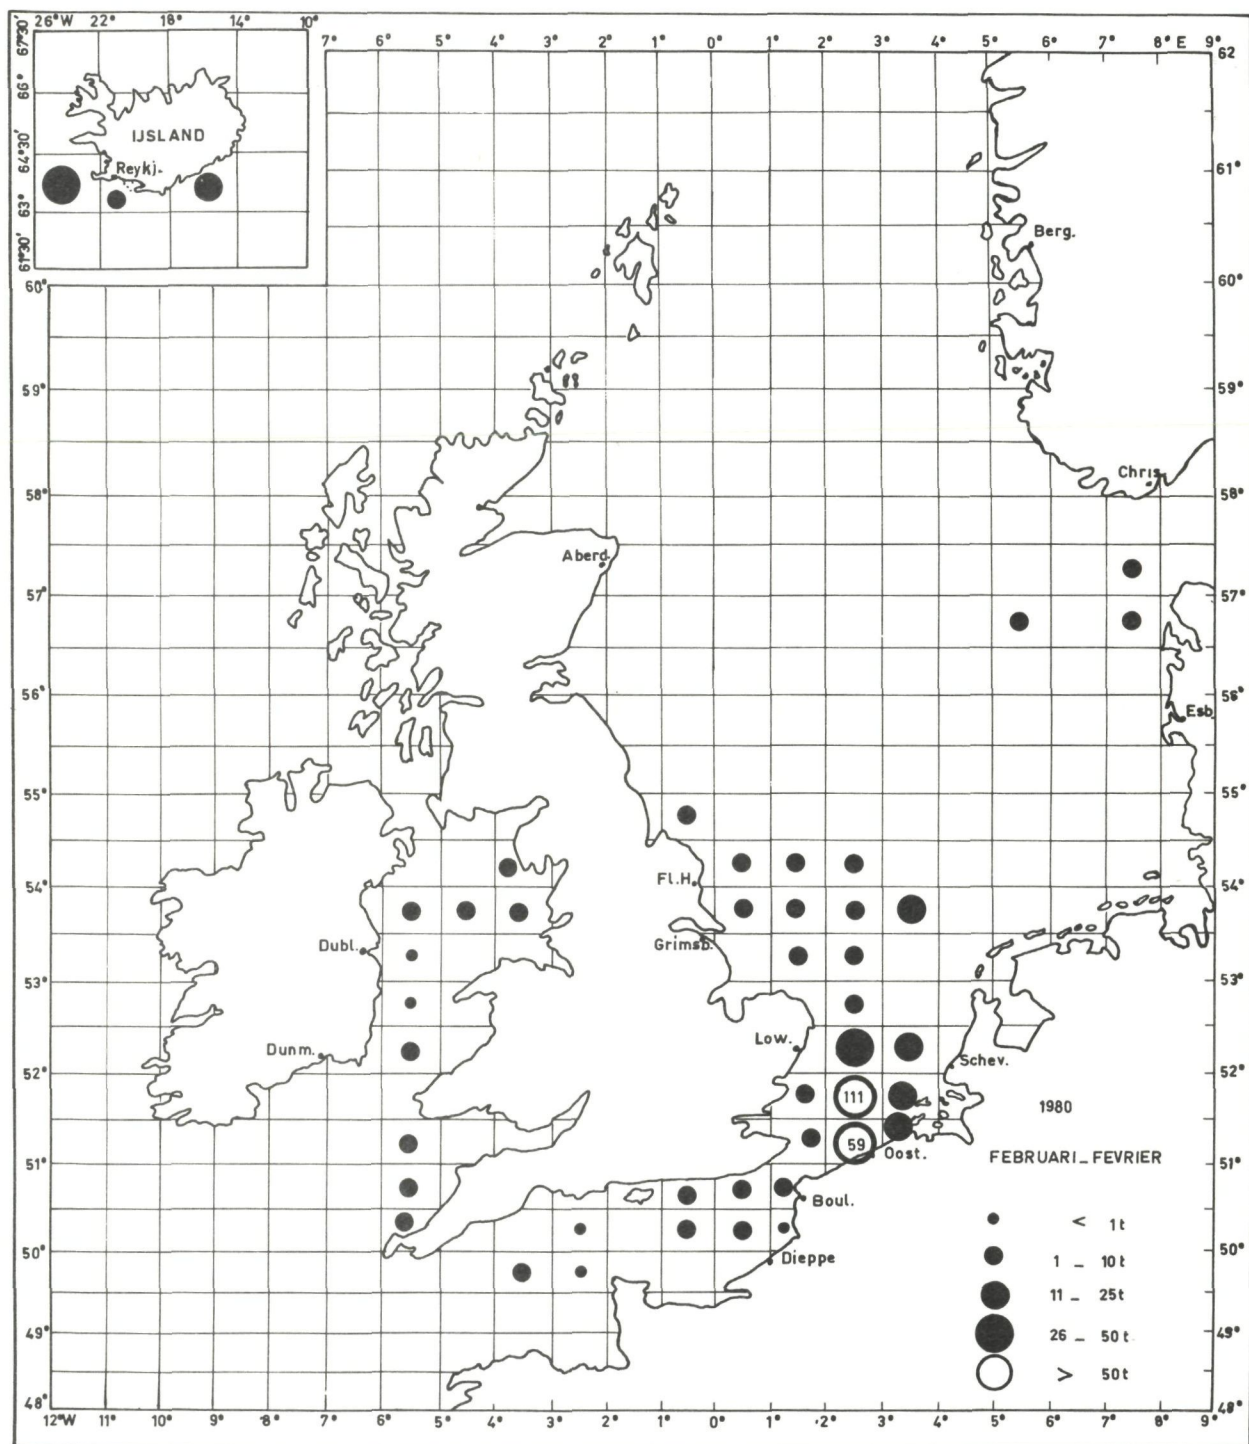 26°W 22° 18° 14° 10°
67°30'
66°
64°30'
63°
61°30'
IJSLAND
Reykj.
7° 6° 5° 4° 3° 2° 1° 0° 1° 2° 3° 4° 5° 6° 7° 8° E 9°
62
61°
60° 60°
59° 59°
58° 58°
57° 57°
56° 56°
55° 55°
54° 54°
53° 53°
52° 52°
51° 51°
50° 50°
49° 49°
48° 48°
Berg.
Chris
Aberd.
Esb
Fl.H.
Dubl.
Grimsb.
Low.
Dunm.
Schev.
111
59
Oost.
Boul.
Dieppe
1980
FEBRUARI_FEVRIER
< 1t
1 _ 10t
11 _ 25t
26 _ 50t
> 50t
12°W 11° 10° 9° 8° 7° 6° 5° 4° 3° 2° 1° 0° 1° 2° 3° 4° 5° 6° 7° 8° 9°